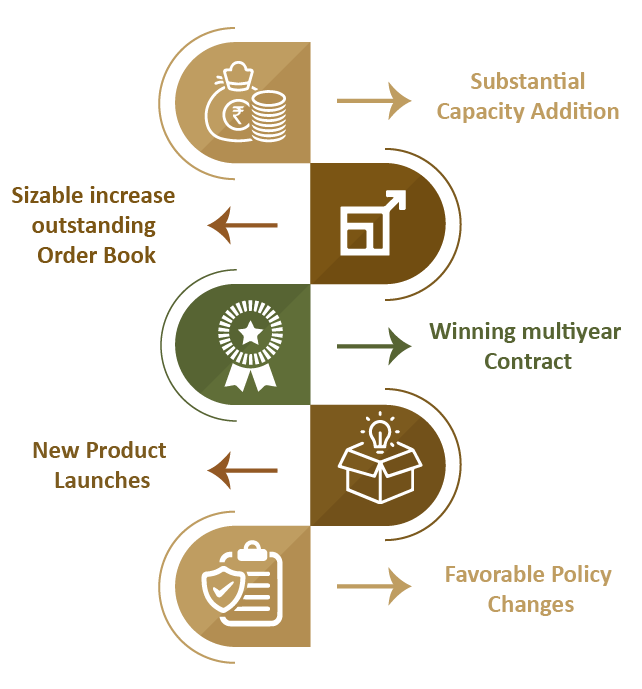 ₹
Substantial
Capacity Addition
Sizable increase
outstanding
Order Book
Winning multiyear
Contract
New Product
Launches
Favorable Policy
Changes